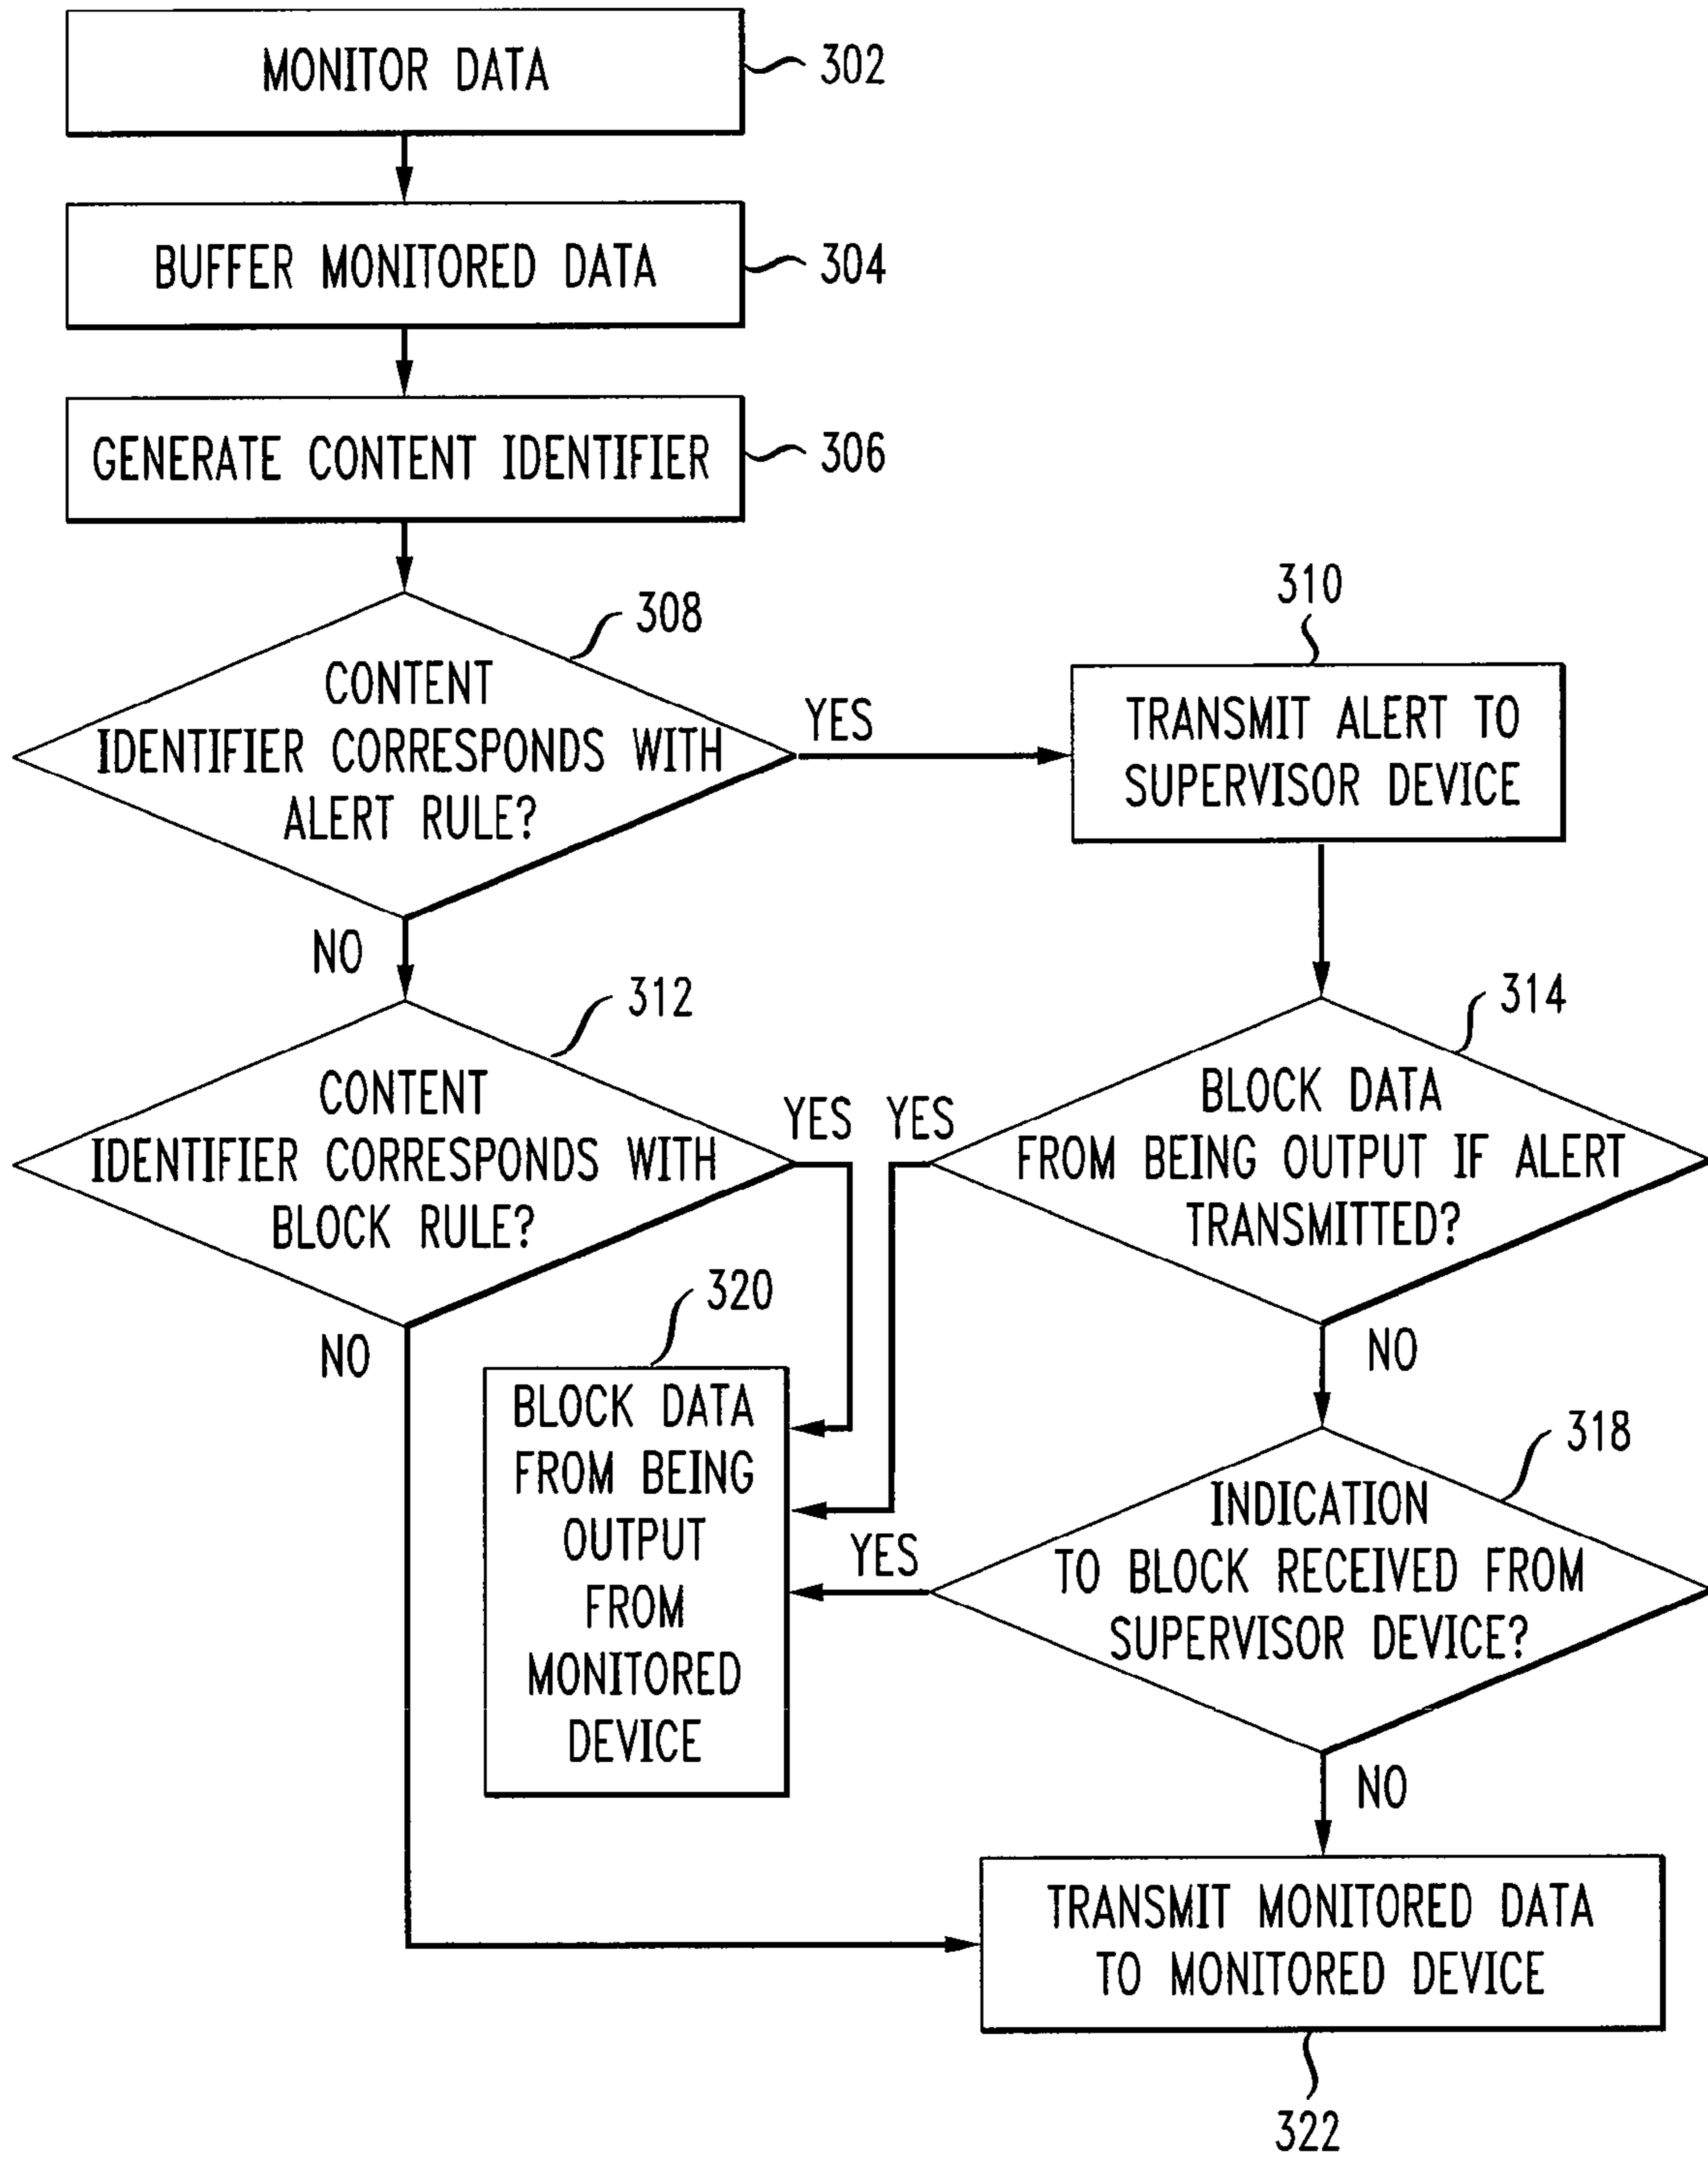 MONITOR DATA
302
BUFFER MONITORED DATA
304
GENERATE CONTENT IDENTIFIER
306
308
CONTENT
IDENTIFIER CORRESPONDS WITH
ALERT RULE?
YES
NO
310
TRANSMIT ALERT TO
SUPERVISOR DEVICE
312
CONTENT
IDENTIFIER CORRESPONDS WITH
BLOCK RULE?
YES
NO
314
BLOCK DATA
FROM BEING OUTPUT IF ALERT
TRANSMITTED?
YES
NO
320
BLOCK DATA
FROM BEING
OUTPUT
FROM
MONITORED
DEVICE
318
INDICATION
TO BLOCK RECEIVED FROM
SUPERVISOR DEVICE?
YES
NO
TRANSMIT MONITORED DATA
TO MONITORED DEVICE
322